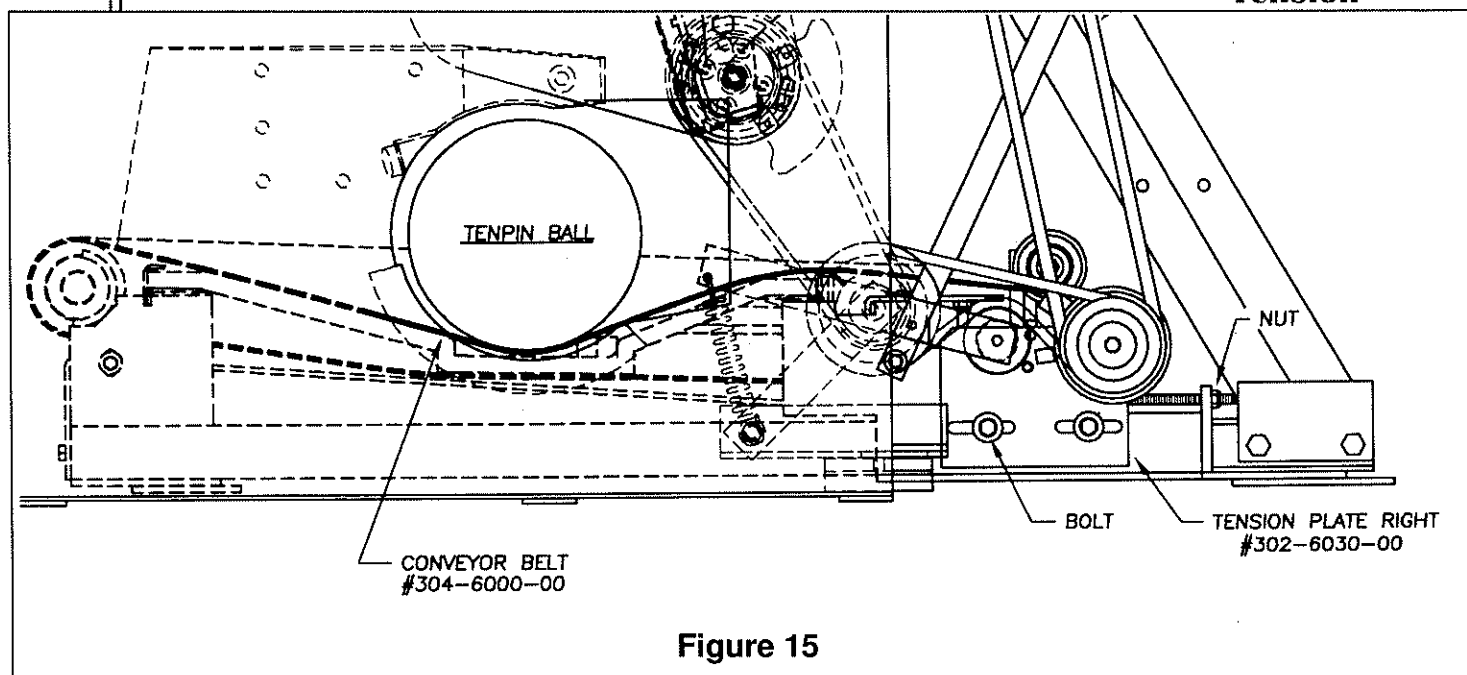 Tension
TENPIN BALL
NUT
BOLT
TENSION PLATE RIGHT
#302-6030-00
CONVEYOR BELT
#304-6000-00
Figure 15